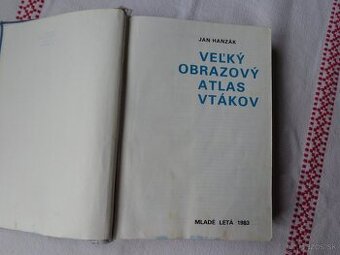 JAN HANZÁK
VEĽKÝ
OBRAZOVÝ
ATLAS
VTÁKOV
MLADÉ LETÁ 1983